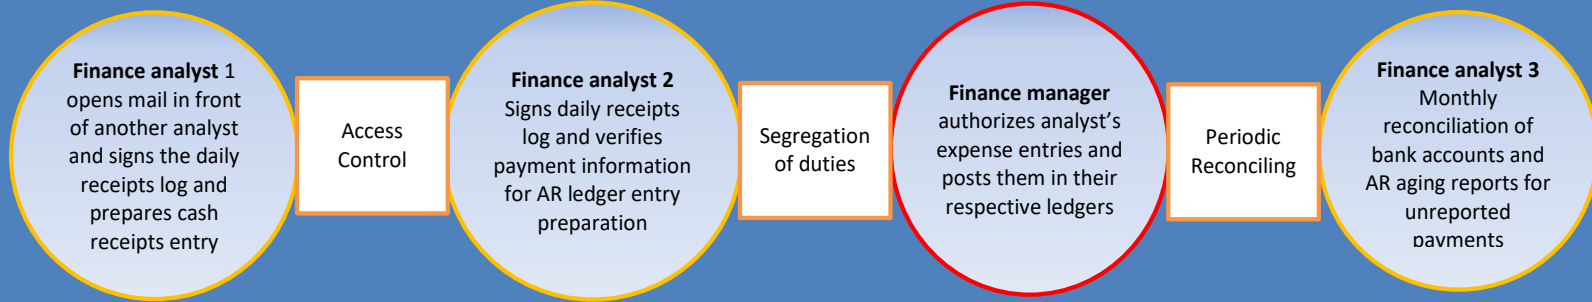 Finance analyst 1
opens mail in front
of another analyst
and signs the daily
receipts log and
prepares cash
receipts entry
Access
Control
Finance analyst 2
Signs daily receipts
log and verifies
payment information
for AR ledger entry
preparation
Segregation
of duties
Finance manager
authorizes analyst’s
expense entries and
posts them in their
respective ledgers
Periodic
Reconciling
Finance analyst 3
Monthly
reconciliation of
bank accounts and
AR aging reports for
unreported
payments